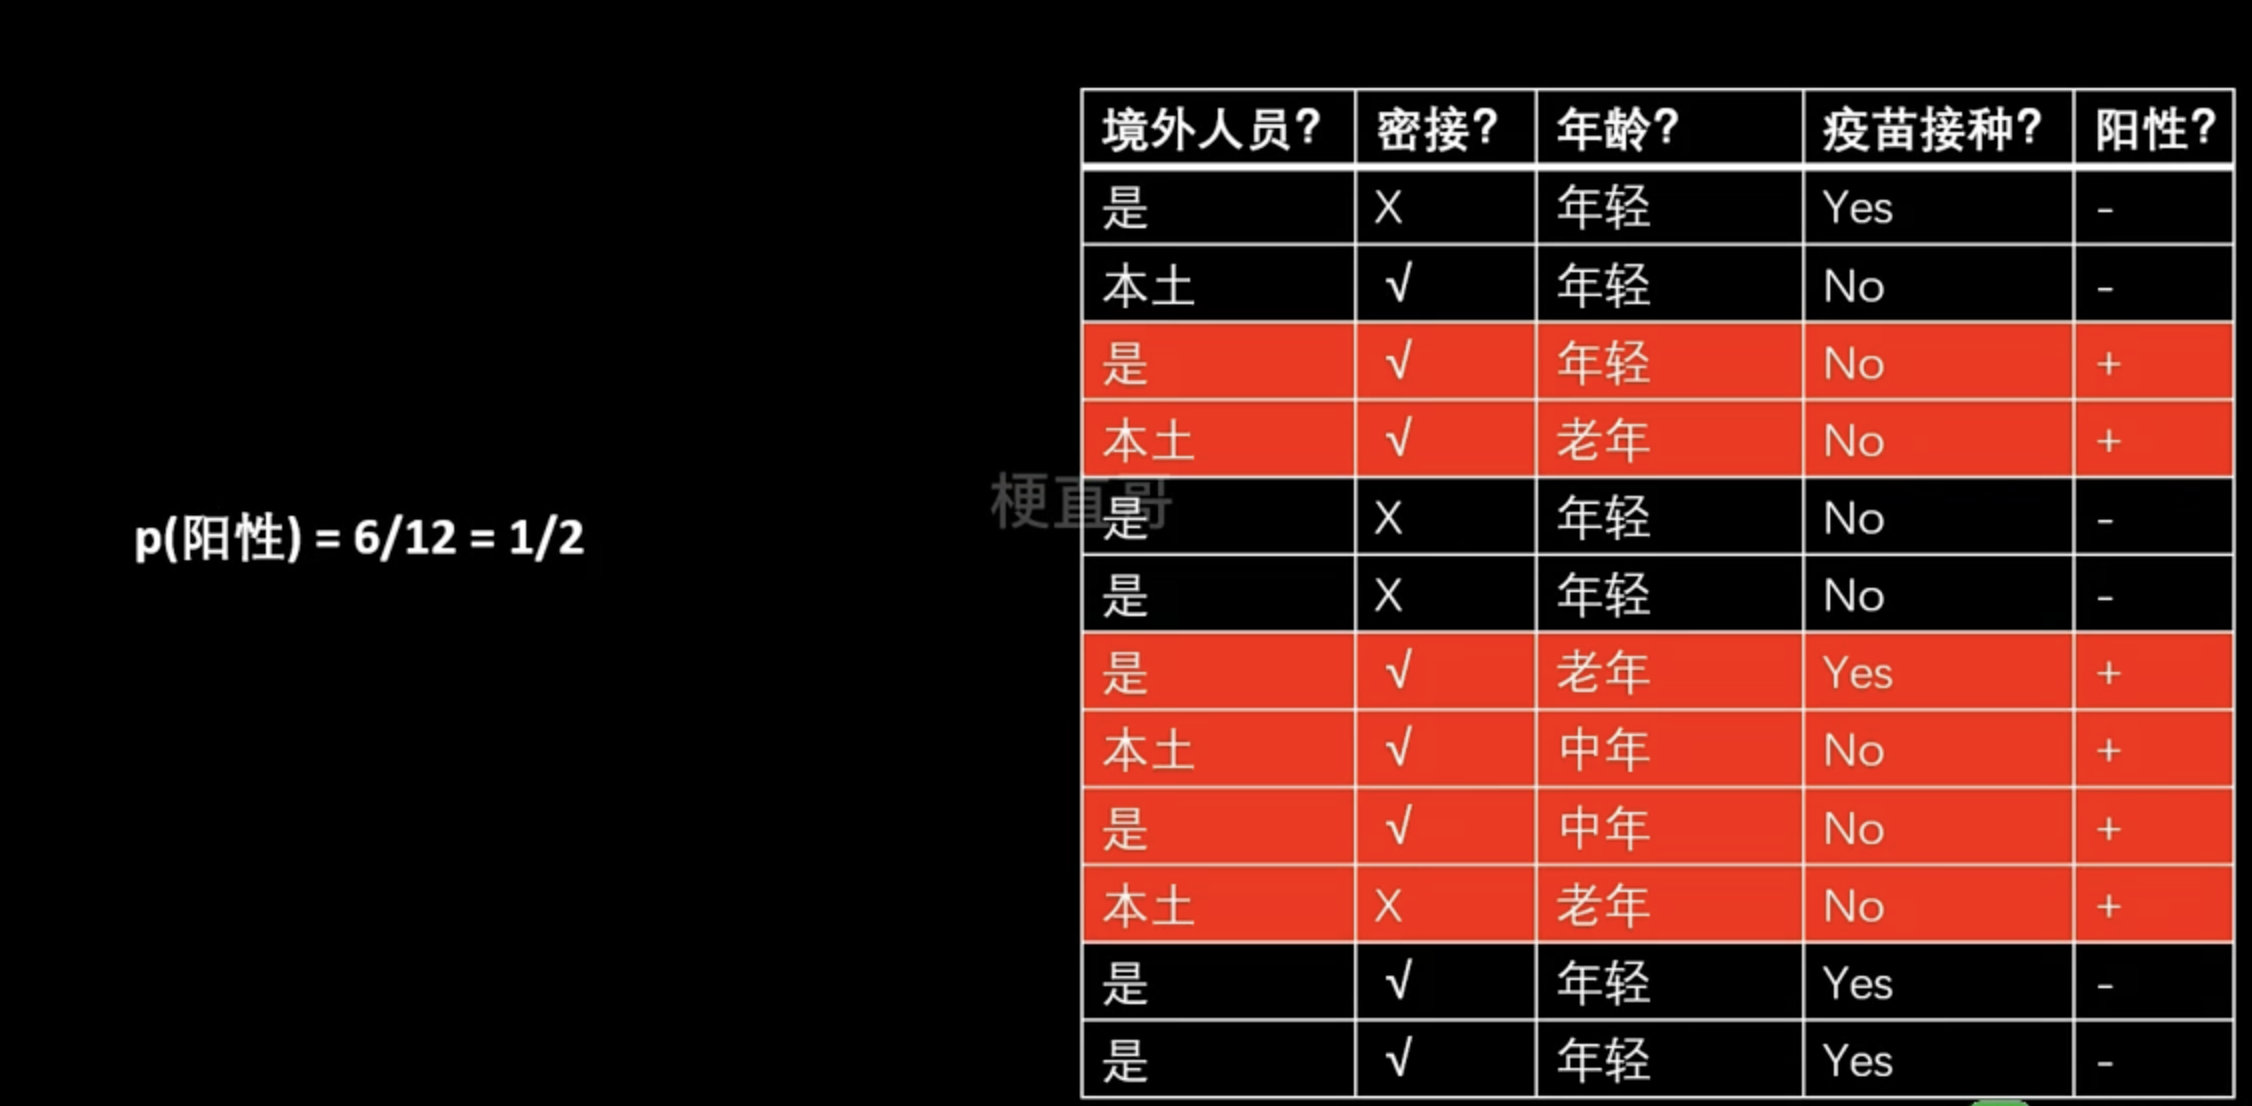 境外人员? 密接? 年龄? 疫苗接种? 阳性?
是 X 年轻 Yes -
本土 √ 年轻 No -
是 √ 年轻 No +
本土 √ 老年 No +
梗直哥
是 X 年轻 No -
p(阳性) = 6/12 = 1/2
是 X 年轻 No -
是 √ 老年 Yes +
本土 √ 中年 No +
是 √ 中年 No +
本土 X 老年 No +
是 √ 年轻 Yes -
是 √ 年轻 Yes -